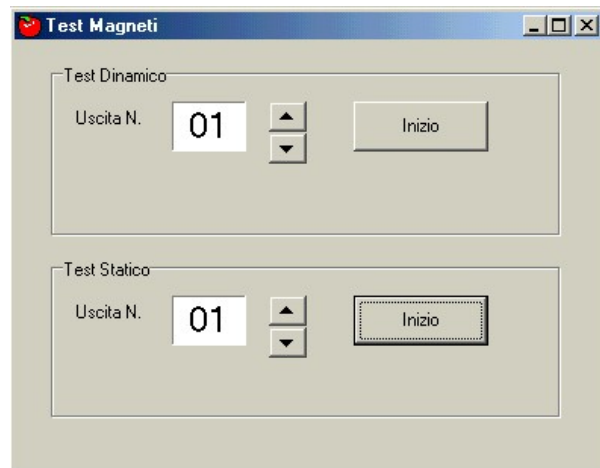 Test Magneti
Test Dinamico
Uscita N. 01 Inizio
Test Statico
Uscita N. 01 Inizio